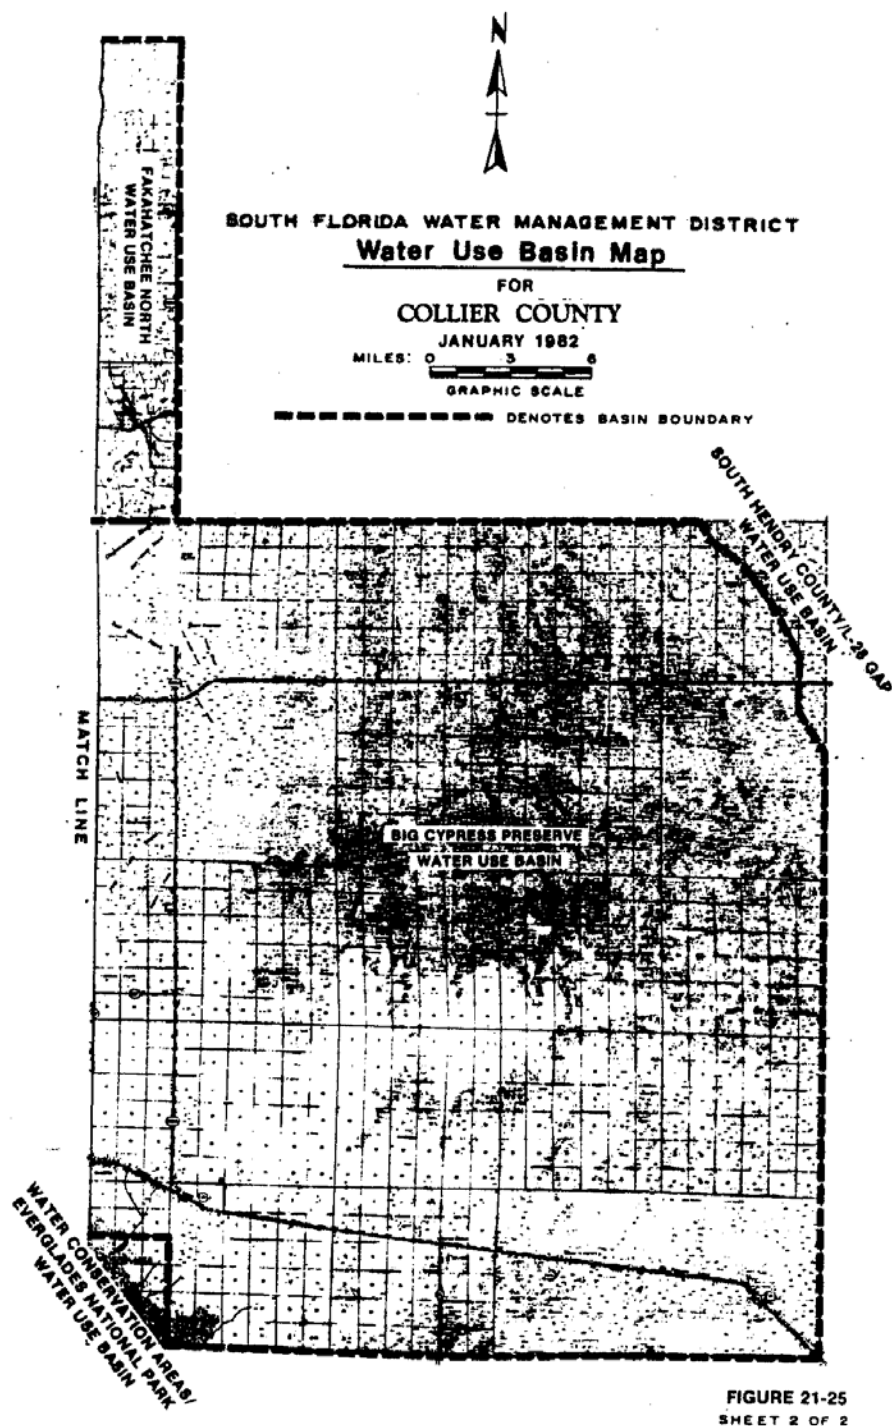 N
FAKAHATCHEE NORTH
WATER USE BASIN
SOUTH FLORIDA WATER MANAGEMENT DISTRICT
Water Use Basin Map
FOR
COLLIER COUNTY
JANUARY 1982
MILES: 0 3 6
GRAPHIC SCALE
DENOTES BASIN BOUNDARY
SOUTH HENDRY COUNTY/L-28 GAP
WATER USE BASIN
MATCH LINE
BIG CYPRESS PRESERVE
WATER USE BASIN
WATER CONSERVATION AREAS/
EVERGLADES NATIONAL PARK
WATER USE BASIN
FIGURE 21-25
SHEET 2 OF 2